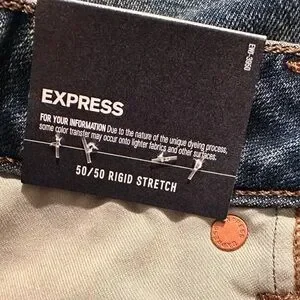 EXPRESS
FOR YOUR INFORMATION Due to the nature of the unique dyeing process,
some color transfer may occur onto lighter fabrics and other surfaces.
50/50 RIGID STRETCH
EXPRESS